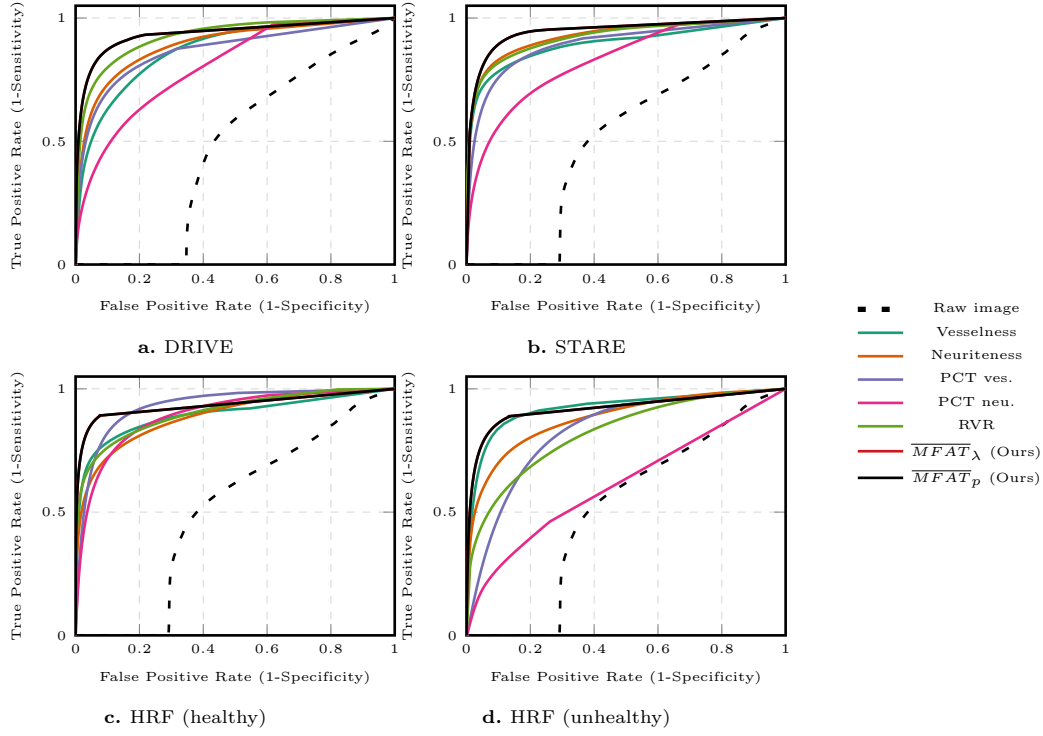 1
0.5
0
0
0.2
0.4
0.6
0.8
1
True Positive Rate (1-Sensitivity)
False Positive Rate (1-Specificity)
a. DRIVE
1
0.5
0
0
0.2
0.4
0.6
0.8
1
True Positive Rate (1-Sensitivity)
False Positive Rate (1-Specificity)
b. STARE
1
0.5
0
0
0.2
0.4
0.6
0.8
1
True Positive Rate (1-Sensitivity)
False Positive Rate (1-Specificity)
c. HRF (healthy)
1
0.5
0
0
0.2
0.4
0.6
0.8
1
True Positive Rate (1-Sensitivity)
False Positive Rate (1-Specificity)
d. HRF (unhealthy)
Raw image
Vesselness
Neuriteness
PCT ves.
PCT neu.
RVR
$\overline{MFAT}_{\lambda}$ (Ours)
$\overline{MFAT}_{p}$ (Ours)